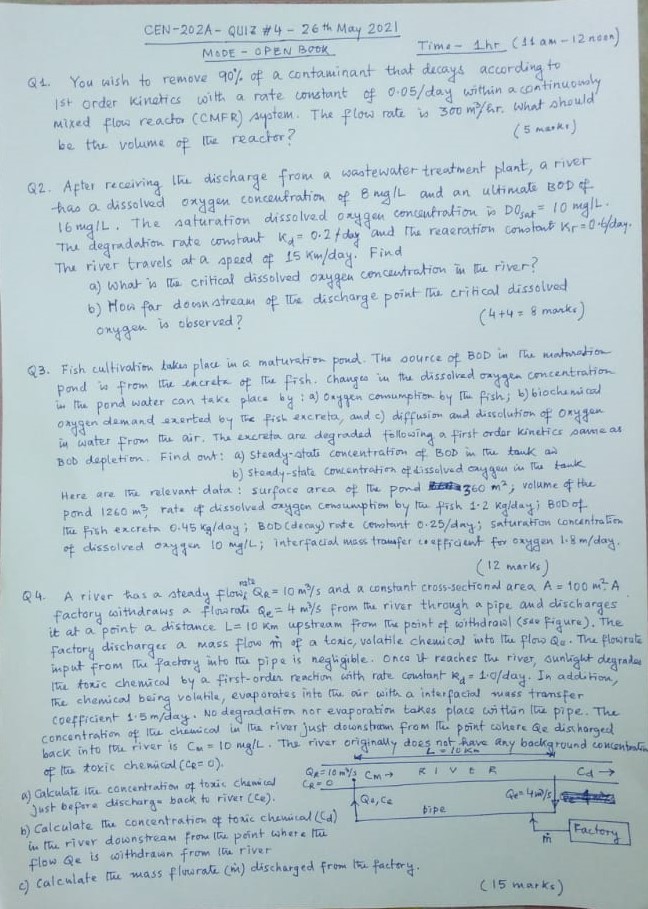 CEN-202A- QUIZ #4 - 26th May 2021
MODE - OPEN BOOK
Time- 1hr (11 am - 12 noon)
Q1. You wish to remove 90% of a contaminant that decays according to
1st order kinetics with a rate constant of 0.05/day within a continuously
mixed flow reactor (CMFR) system. The flow rate is 300 m³/hr. What should
be the volume of the reactor? (5 marks)
Q2. After receiving the discharge from a wastewater treatment plant, a river
has a dissolved oxygen concentration of 8 mg/L and an ultimate BOD of
16 mg/L. The saturation dissolved oxygen concentration is DOsat = 10 mg/L.
The degradation rate constant Kd = 0.2/day and the reaeration constant Kr = 0.6/day.
The river travels at a speed of 15 Km/day. Find
a) What is the critical dissolved oxygen concentration in the river?
b) How far downstream of the discharge point the critical dissolved
oxygen is observed? (4+4 = 8 marks)
Q3. Fish cultivation takes place in a maturation pond. The source of BOD in the maturation
pond is from the excreta of the fish. Changes in the dissolved oxygen concentration
in the pond water can take place by: a) oxygen consumption by the fish; b) biochemical
oxygen demand exerted by the fish excreta, and c) diffusion and dissolution of oxygen
in water from the air. The excreta are degraded following a first order kinetics same as
BOD depletion. Find out: a) Steady-state concentration of BOD in the tank and
b) Steady-state concentration of dissolved oxygen in the tank
Here are the relevant data: surface area of the pond 360 m²; volume of the
pond 1260 m³; rate of dissolved oxygen consumption by the fish 1.2 kg/day; BOD of
the fish excreta 0.45 kg/day; BOD (decay) rate constant 0.25/day; saturation concentration
of dissolved oxygen 10 mg/L; interfacial mass transfer coefficient for oxygen 1.8 m/day.
(12 marks)
Q4. A river has a steady flow rate QR = 10 m³/s and a constant cross-sectional area A = 100 m². A
factory withdraws a flowrate Qe = 4 m³/s from the river through a pipe and discharges
it at a point a distance L = 10 Km upstream from the point of withdrawl (see figure). The
factory discharges a mass flow ṁ of a toxic, volatile chemical into the flow Qe. The flowrate
input from the factory into the pipe is negligible. Once it reaches the river, sunlight degrades
the toxic chemical by a first-order reaction with rate constant Kd = 1.0/day. In addition,
the chemical being volatile, evaporates into the air with a interfacial mass transfer
coefficient 1.5 m/day. No degradation nor evaporation takes place within the pipe. The
concentration of the chemical in the river just downstream from the point where Qe discharged
back into the river is Cm = 10 mg/L. The river originally does not have any background concentration
of the toxic chemical (CR = 0).
a) Calculate the concentration of toxic chemical
just before discharge back to river (Ce).
b) Calculate the concentration of toxic chemical (Cd)
in the river downstream from the point where the
flow Qe is withdrawn from the river
c) Calculate the mass flowrate (ṁ) discharged from the factory.
(15 marks)
L = 10 Km
QR = 10 m³/s Cm → RIVER Cd →
CR = 0
Qe, Ce
Qe = 4 m³/s
pipe
ṁ
Factory